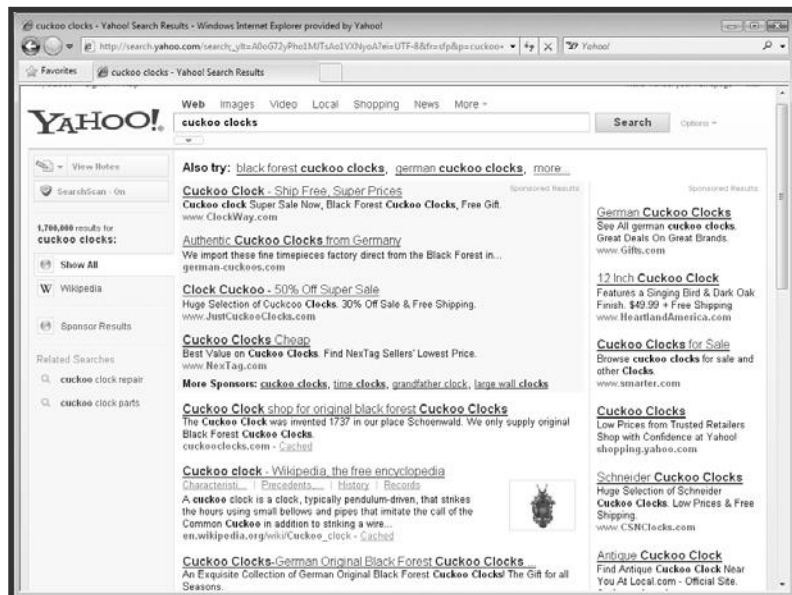 cuckoo clocks - Yahoo! Search Results - Windows Internet Explorer provided by Yahoo!
Yahoo!
Favorites
cuckoo clocks - Yahoo! Search Results
Web Images Video Local Shopping News More
YAHOO!
cuckoo clocks
Search
Options
View Notes
SearchScan - On
1,700,000 results for
cuckoo clocks:
Show All
W Wikipedia
Sponsor Results
Related Searches
cuckoo clock repair
cuckoo clock parts
Also try: black forest cuckoo clocks, german cuckoo clocks, more...
Cuckoo Clock - Ship Free, Super Prices
Sponsored Results
Cuckoo clock Super Sale Now, Black Forest Cuckoo Clocks, Free Gift.
www.ClockWay.com
Authentic Cuckoo Clocks from Germany
We import these fine timepieces factory direct from the Black Forest in...
german-cuckoos.com
Clock Cuckoo - 50% Off Super Sale
Huge Selection of Cuckcoo Clocks. 30% Off Sale & Free Shipping.
www.JustCuckooClocks.com
Cuckoo Clocks Cheap
Best Value on Cuckoo Clocks. Find NexTag Sellers' Lowest Price.
www.NexTag.com
More Sponsors: cuckoo clocks, time clocks, grandfather clock, large wall clocks
Cuckoo Clock shop for original black forest Cuckoo Clocks
The Cuckoo Clock was invented 1737 in our place Schoenwald. We only supply original
Black Forest Cuckoo Clocks.
cuckooclocks.com - Cached
Cuckoo clock - Wikipedia, the free encyclopedia
Characteristi... | Precedents,... | History | Records
A cuckoo clock is a clock, typically pendulum-driven, that strikes
the hours using small bellows and pipes that imitate the call of the
Common Cuckoo in addition to striking a wire...
en.wikipedia.org/wiki/Cuckoo_clock - Cached
Cuckoo Clocks-German Original Black Forest Cuckoo Clocks ...
An Exquisite Collection of German Original Black Forest Cuckoo Clocks! The Gift for all
Seasons.
Sponsored Results
German Cuckoo Clocks
See All german cuckoo clocks.
Great Deals On Great Brands.
www.Gifts.com
12 Inch Cuckoo Clock
Features a Singing Bird & Dark Oak
Finish. $49.99 + Free Shipping
www.HeartlandAmerica.com
Cuckoo Clocks for Sale
Browse cuckoo clocks for sale and
other Clocks.
www.smarter.com
Cuckoo Clocks
Low Prices from Trusted Retailers
Shop with Confidence at Yahoo!
shopping.yahoo.com
Schneider Cuckoo Clocks
Huge Selection of Schneider
Cuckoo Clocks. Low Prices & Free
Shipping.
www.CSNClocks.com
Antique Cuckoo Clock
Find Antique Cuckoo Clock Near
You At Local.com - Official Site.